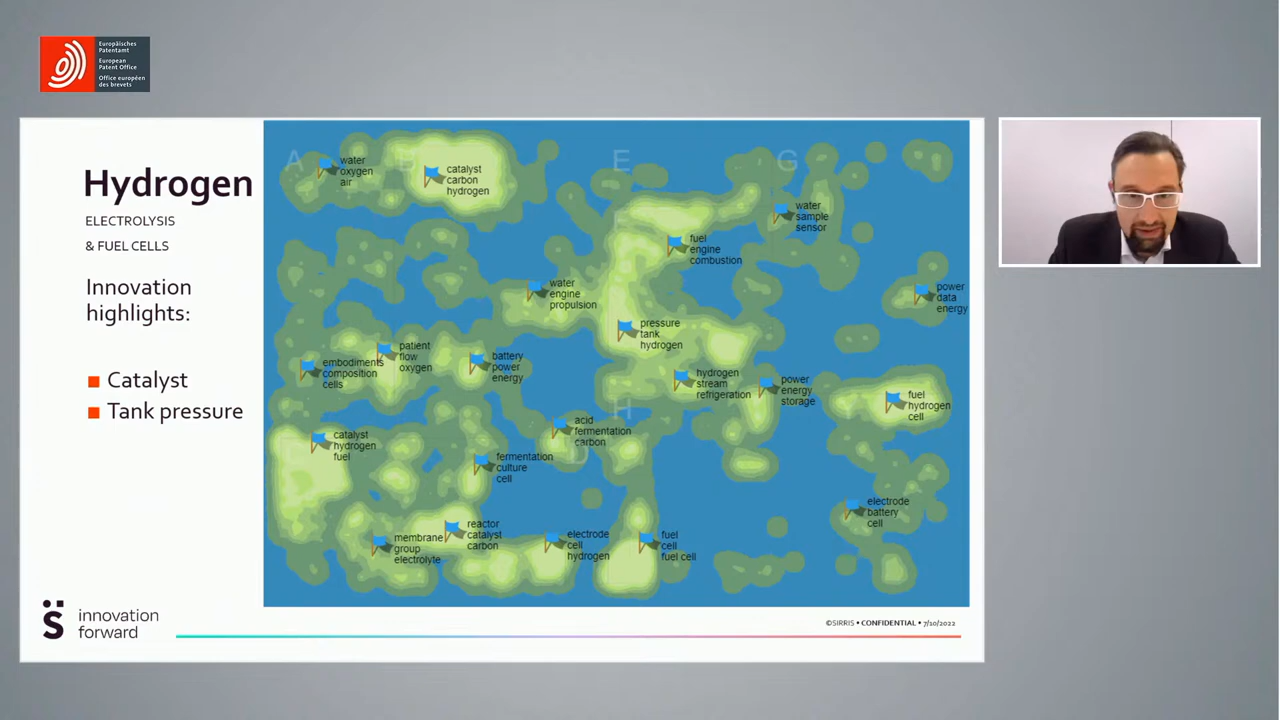 Europäisches
Patentamt
European
Patent Office
Office européen
des brevets
Hydrogen
ELECTROLYSIS
& FUEL CELLS
Innovation
highlights:
Catalyst
Tank pressure
A
E
G
H
water
oxygen
air
catalyst
carbon
hydrogen
water
sample
sensor
fuel
engine
combustion
water
engine
propulsion
power
data
energy
pressure
tank
hydrogen
patient
flow
oxygen
embodiments
composition
cells
battery
power
energy
hydrogen
stream
refrigeration
power
energy
storage
fuel
hydrogen
cell
acid
fermentation
carbon
catalyst
hydrogen
fuel
fermentation
culture
cell
electrode
battery
cell
reactor
catalyst
carbon
membrane
group
electrolyte
electrode
cell
hydrogen
fuel
cell
fuel cell
innovation
forward
©SIRRIS • CONFIDENTIAL • 7/10/2022